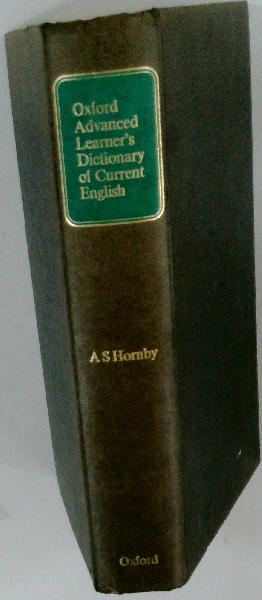 Oxford
Advanced
Learner's
Dictionary
of Current
English
A S Hornby
Oxford